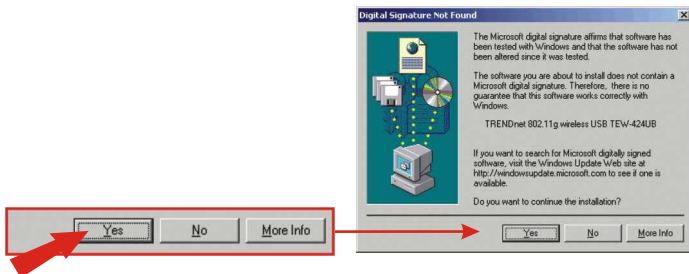 Digital Signature Not Found
The Microsoft digital signature affirms that software has
been tested with Windows and that the software has not
been altered since it was tested.
The software you are about to install does not contain a
Microsoft digital signature. Therefore, there is no
guarantee that this software works correctly with
Windows.
TRENDnet 802.11g wireless USB TEW-424UB
If you want to search for Microsoft digitally signed
software, visit the Windows Update Web site at
http://windowsupdate.microsoft.com to see if one is
available.
Do you want to continue the installation?
Yes No More Info
Yes No More Info